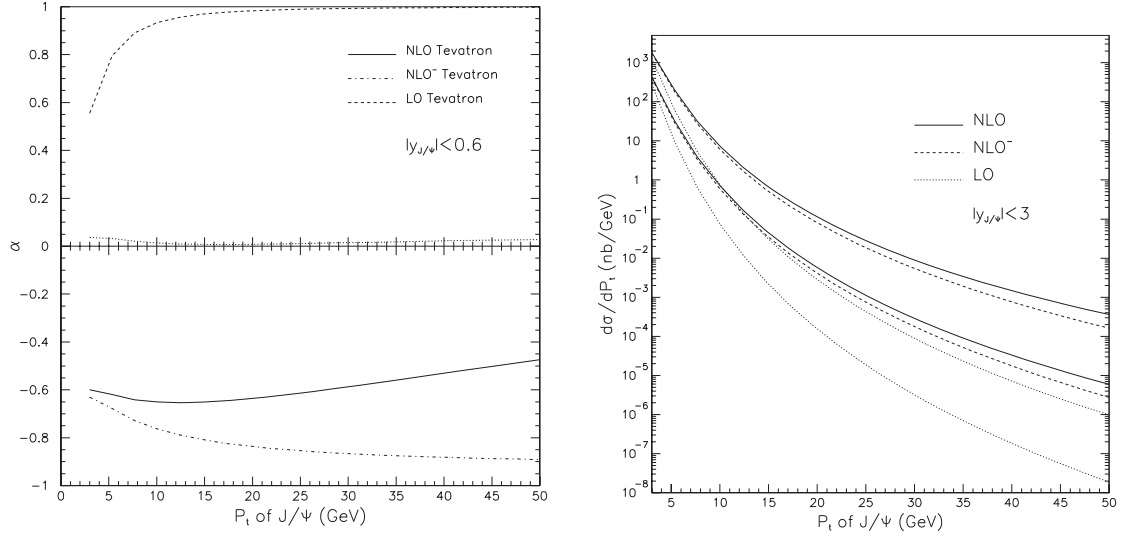 1
0.8
0.6
0.4
0.2
0
−0.2
−0.4
−0.6
−0.8
−1
α
NLO Tevatron
NLO⁻ Tevatron
LO Tevatron
|y_J/Ψ|<0.6
0 5 10 15 20 25 30 35 40 45 50
P_t of J/Ψ (GeV)
10³
10²
10
1
10⁻¹
10⁻²
10⁻³
10⁻⁴
10⁻⁵
10⁻⁶
10⁻⁷
10⁻⁸
dσ/dP_t (nb/GeV)
NLO
NLO⁻
LO
|y_J/Ψ|<3
5 10 15 20 25 30 35 40 45 50
P_t of J/Ψ (GeV)